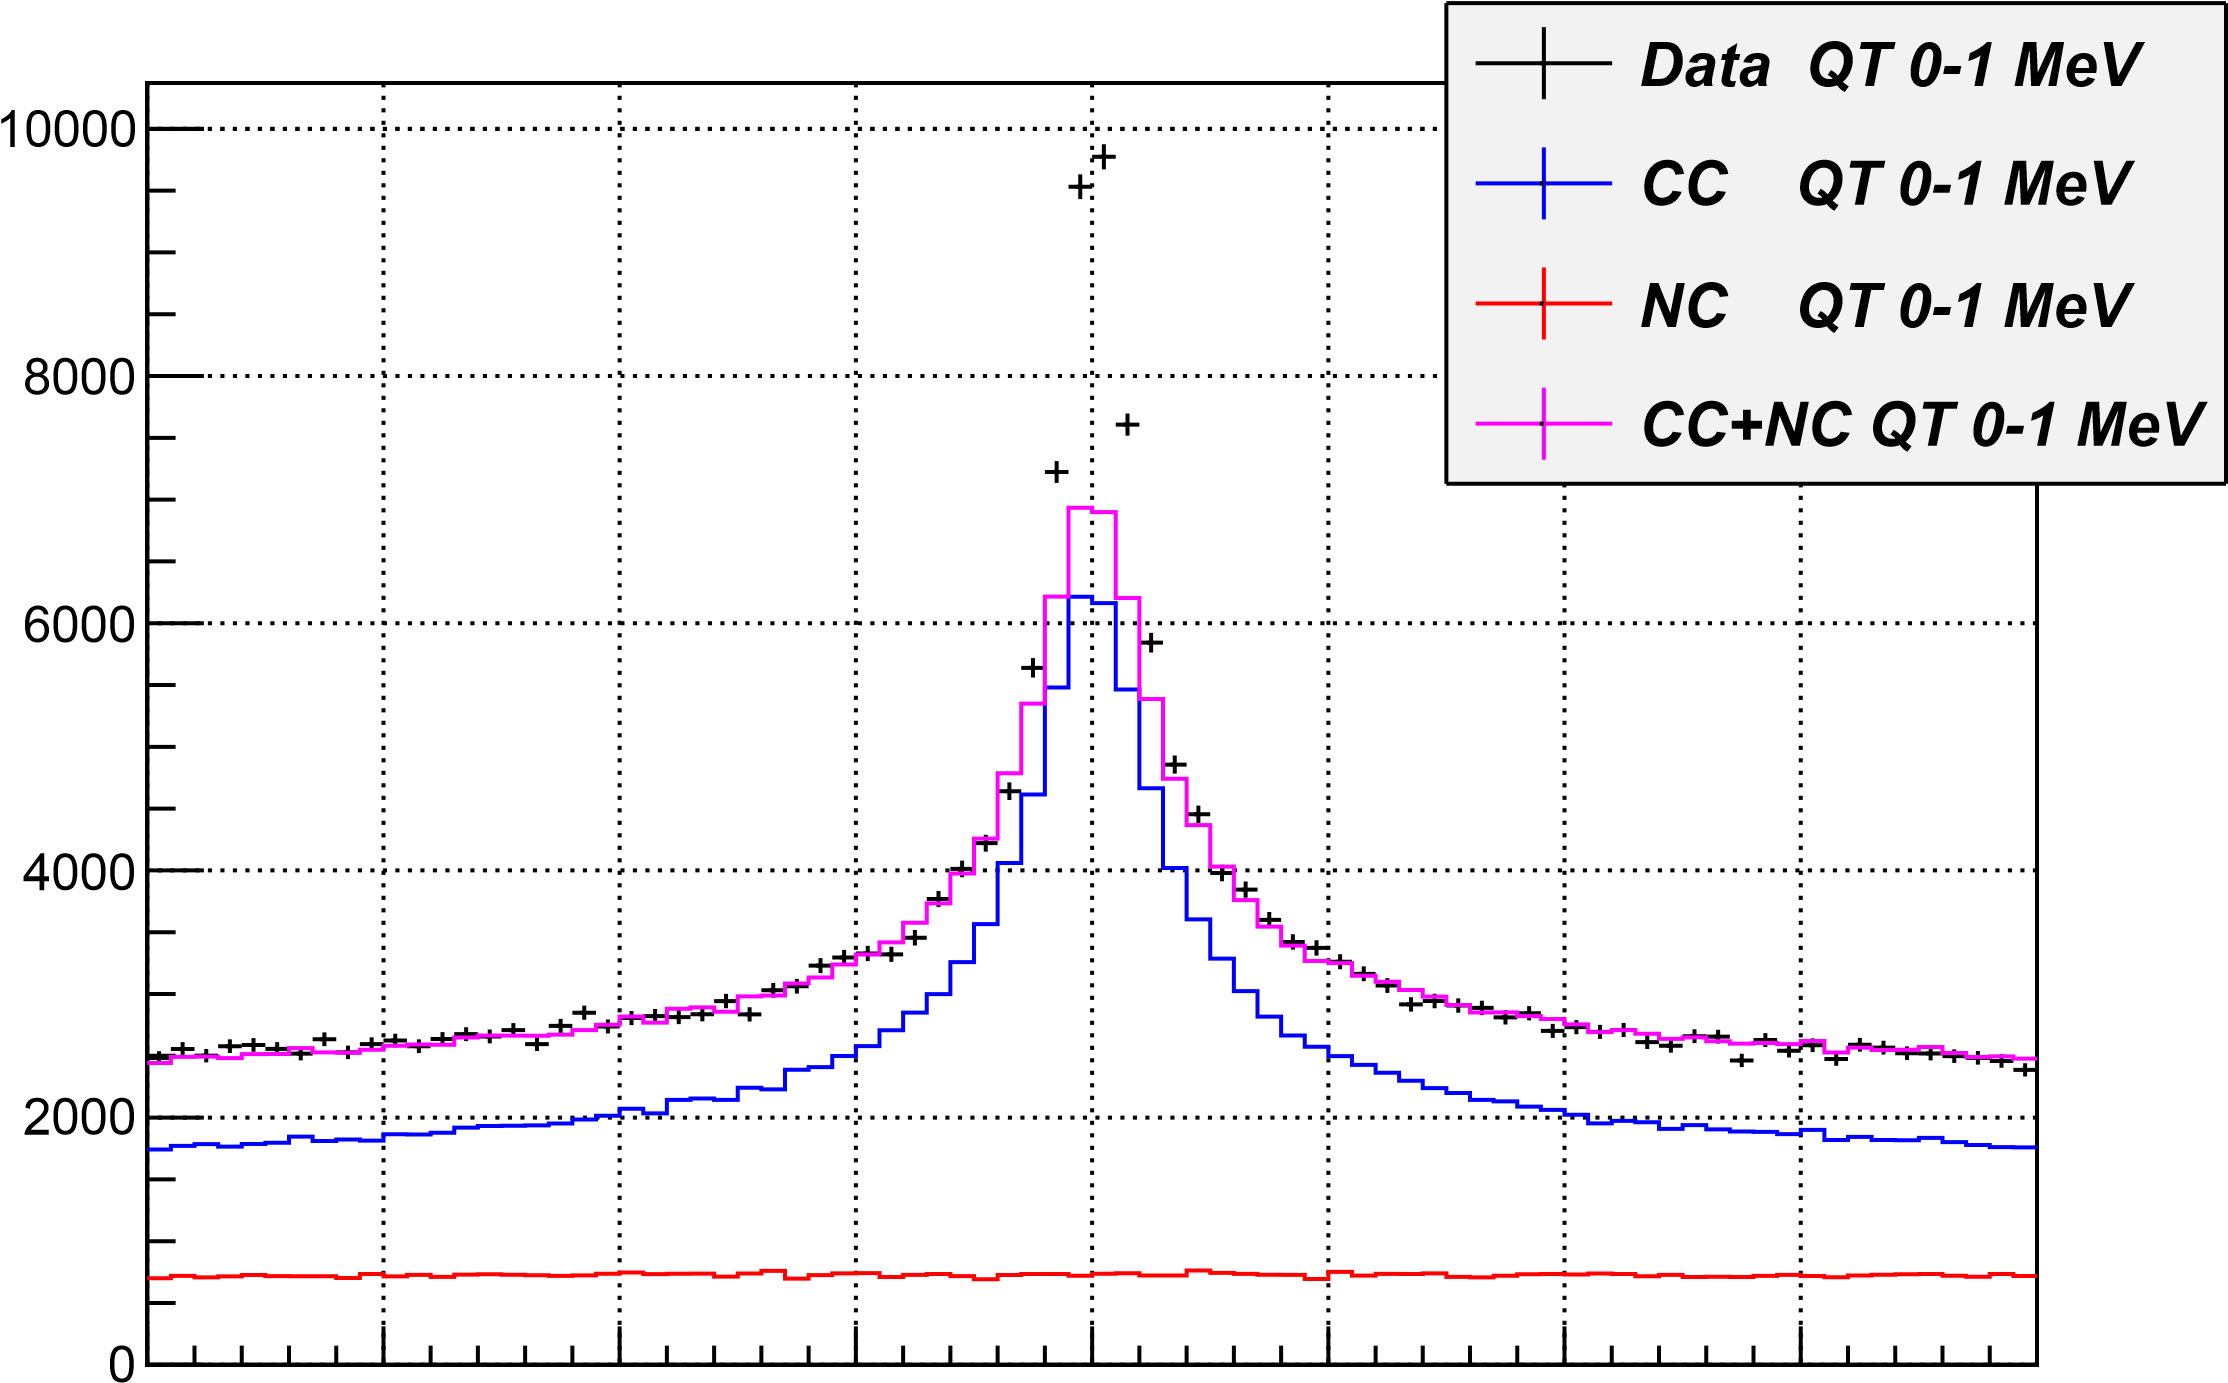 Data QT 0-1 MeV
CC QT 0-1 MeV
NC QT 0-1 MeV
CC+NC QT 0-1 MeV
10000
8000
6000
4000
2000
0